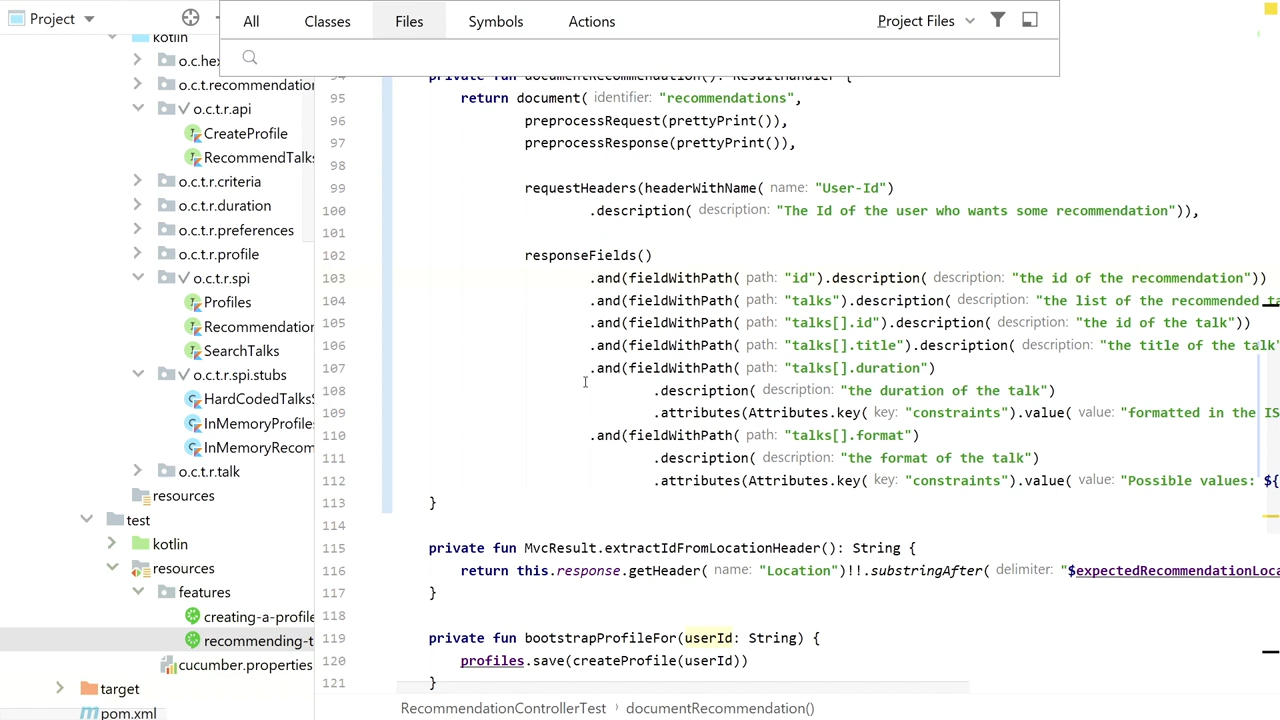 Project
All Classes Files Symbols Actions Project Files
kotlin
o.c.hex
o.c.t.recommendation
o.c.t.r.api
CreateProfile
RecommendTalks
o.c.t.r.criteria
o.c.t.r.duration
o.c.t.r.preferences
o.c.t.r.profile
o.c.t.r.spi
Profiles
Recommendation
SearchTalks
o.c.t.r.spi.stubs
HardCodedTalksS
InMemoryProfiles
InMemoryRecom
o.c.t.r.talk
resources
test
kotlin
resources
features
creating-a-profile
recommending-t
cucumber.properties
target
pom.xml
94 private fun documentRecommendation(): ResultHandler {
95 return document( identifier: "recommendations",
96 preprocessRequest(prettyPrint()),
97 preprocessResponse(prettyPrint()),
98
99 requestHeaders(headerWithName( name: "User-Id")
100 .description( description: "The Id of the user who wants some recommendation")),
101
102 responseFields()
103 .and(fieldWithPath( path: "id").description( description: "the id of the recommendation"))
104 .and(fieldWithPath( path: "talks").description( description: "the list of the recommended ta
105 .and(fieldWithPath( path: "talks[].id").description( description: "the id of the talk"))
106 .and(fieldWithPath( path: "talks[].title").description( description: "the title of the talk"
107 .and(fieldWithPath( path: "talks[].duration")
108 .description( description: "the duration of the talk")
109 .attributes(Attributes.key( key: "constraints").value( value: "formatted in the IS
110 .and(fieldWithPath( path: "talks[].format")
111 .description( description: "the format of the talk")
112 .attributes(Attributes.key( key: "constraints").value( value: "Possible values: ${
113 }
114
115 private fun MvcResult.extractIdFromLocationHeader(): String {
116 return this.response.getHeader( name: "Location")!!.substringAfter( delimiter: "$expectedRecommendationLoca
117 }
118
119 private fun bootstrapProfileFor(userId: String) {
120 profiles.save(createProfile(userId))
121 }
RecommendationControllerTest › documentRecommendation()